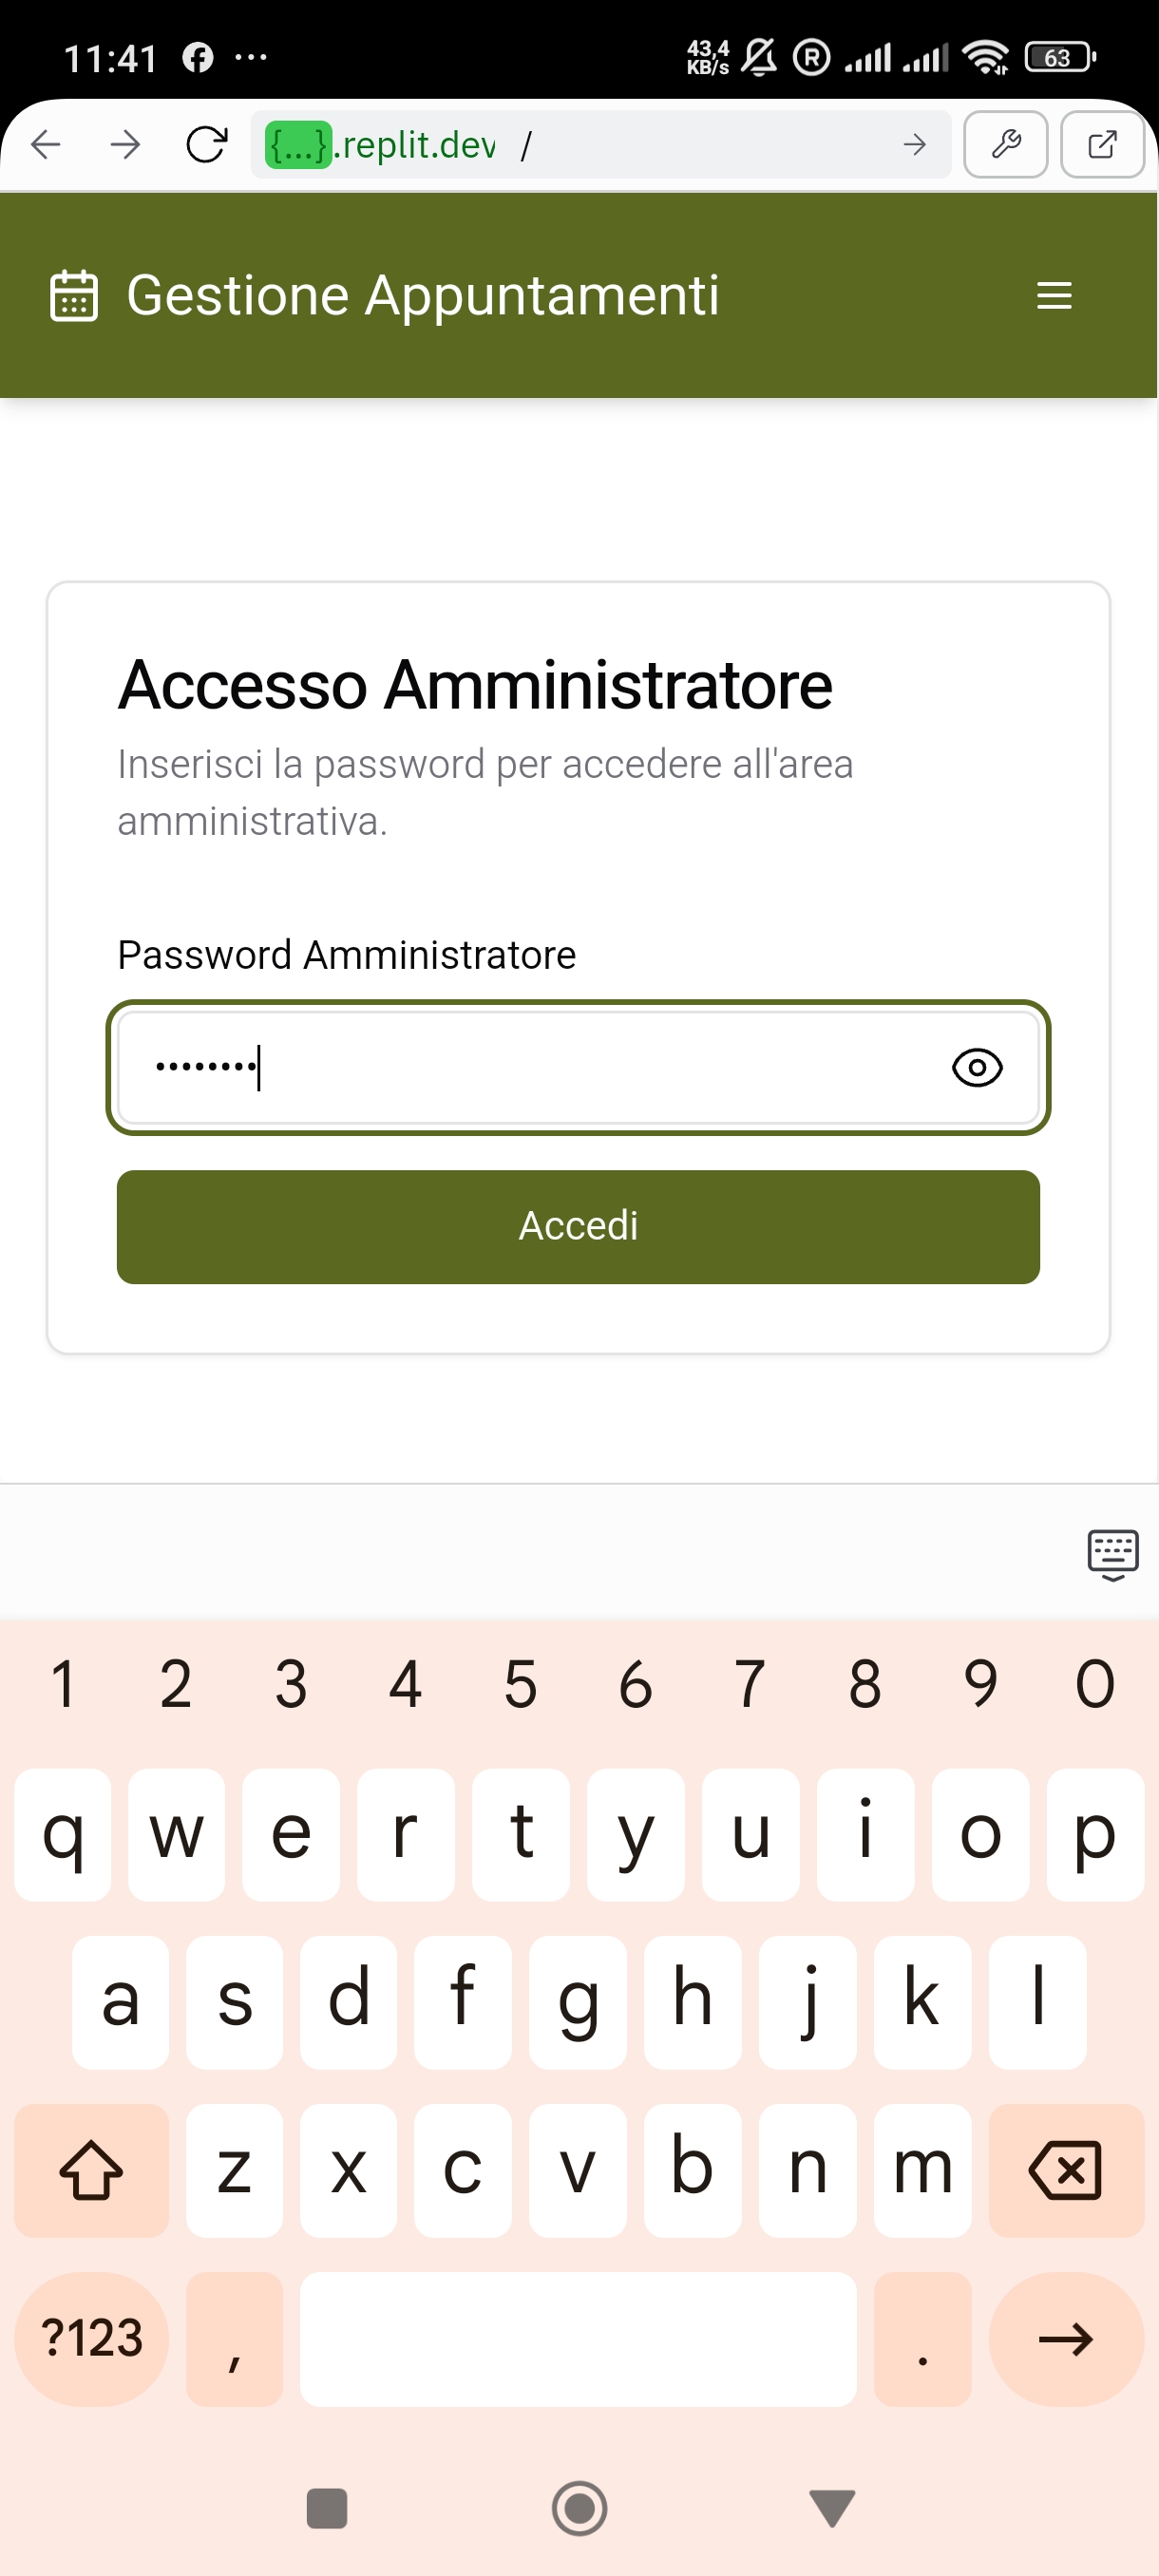 11:41 ...
43,4
KB/s
R
63
{...}.replit.dev /
Gestione Appuntamenti
Accesso Amministratore
Inserisci la password per accedere all'area
amministrativa.
Password Amministratore
••••••••
Accedi
1 2 3 4 5 6 7 8 9 0
q w e r t y u i o p
a s d f g h j k l
z x c v b n m
?123 , .